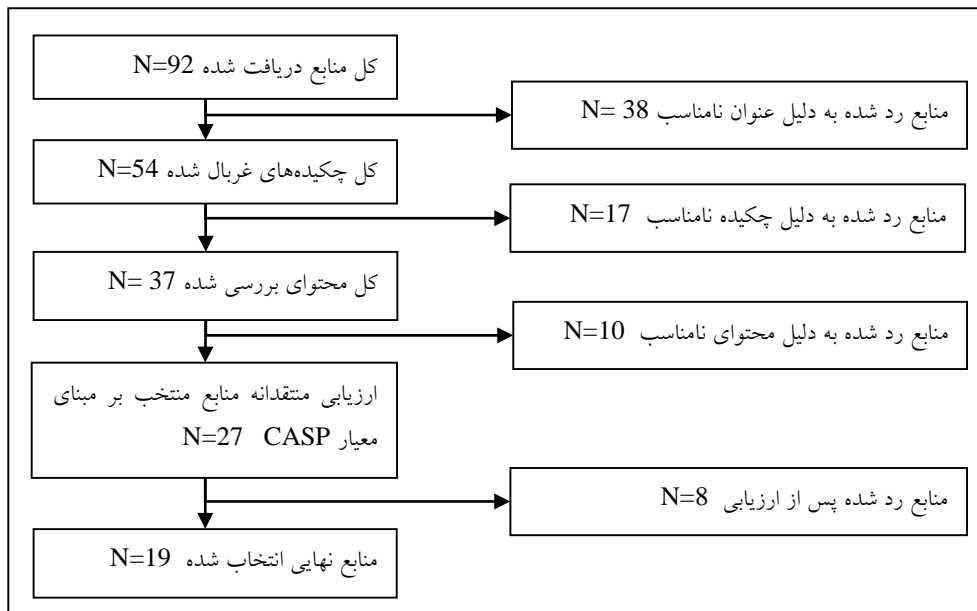 کل منابع دریافت شده N=92
منابع رد شده به دلیل عنوان نامناسب N= 38
کل چکیده‌های غربال شده N=54
منابع رد شده به دلیل چکیده نامناسب N=17
کل محتوای بررسی شده N= 37
منابع رد شده به دلیل محتوای نامناسب N=10
ارزیابی منتقدانه منابع منتخب بر مبنای
معیار CASP N=27
منابع رد شده پس از ارزیابی N=8
منابع نهایی انتخاب شده N=19